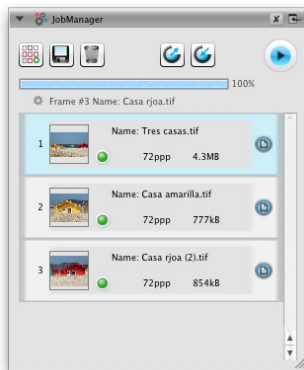 JobManager
100%
Frame #3 Name: Casa rjoa.tif
1
Name: Tres casas.tif
72ppp 4.3MB
2
Name: Casa amarilla.tif
72ppp 777kB
3
Name: Casa rjoa (2).tif
72ppp 854kB